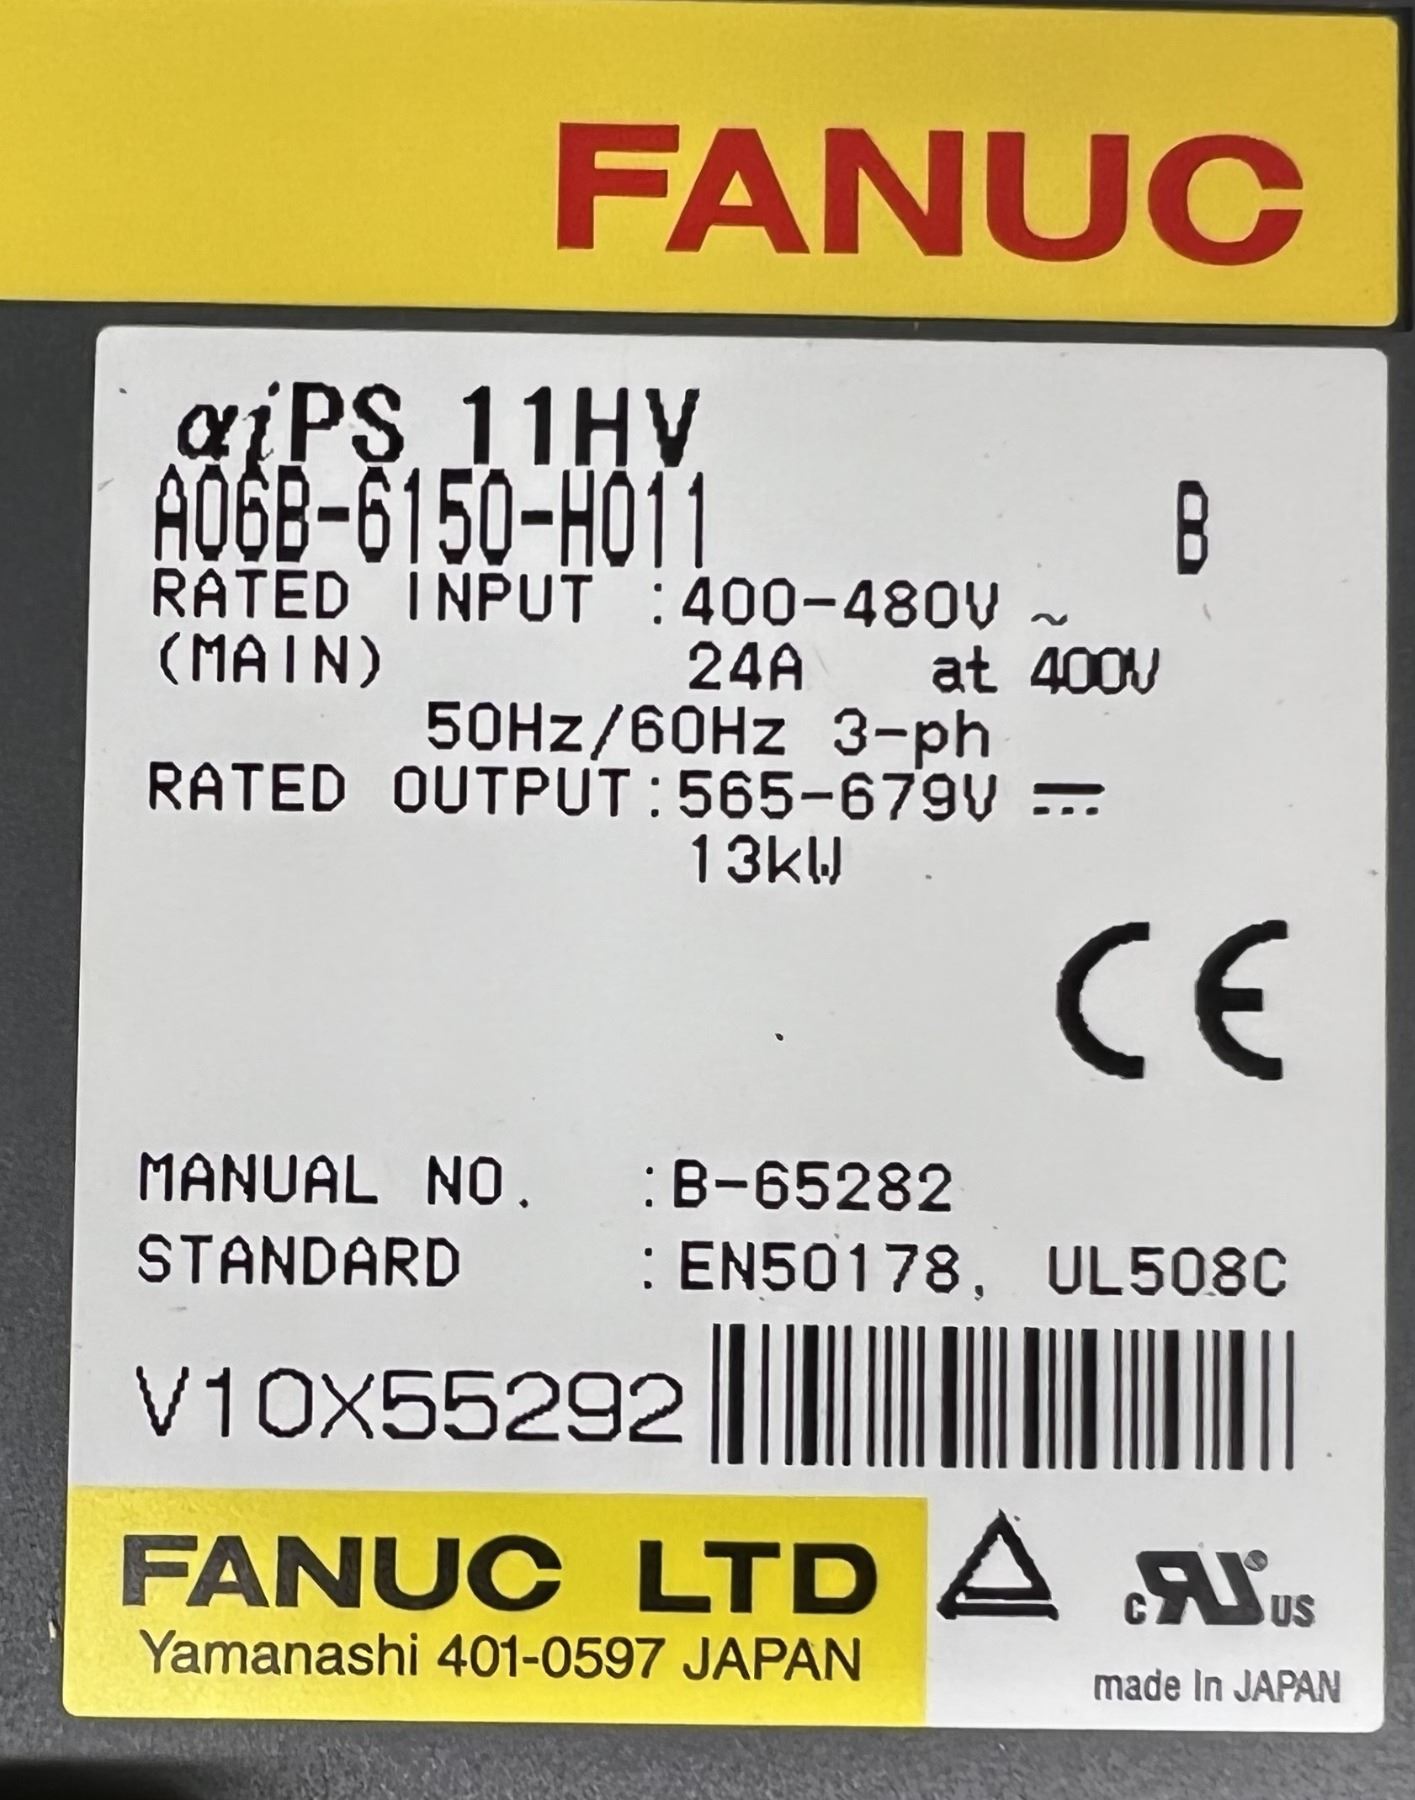 FANUC
αiPS 11HV
A06B-6150-H011 B
RATED INPUT :400-480V ~
(MAIN) 24A at 400V
50Hz/60Hz 3-ph
RATED OUTPUT:565-679V ⎓
13kW
CE
MANUAL NO. :B-65282
STANDARD :EN50178, UL508C
V10X55292
FANUC LTD
Yamanashi 401-0597 JAPAN
c RU US
made in JAPAN